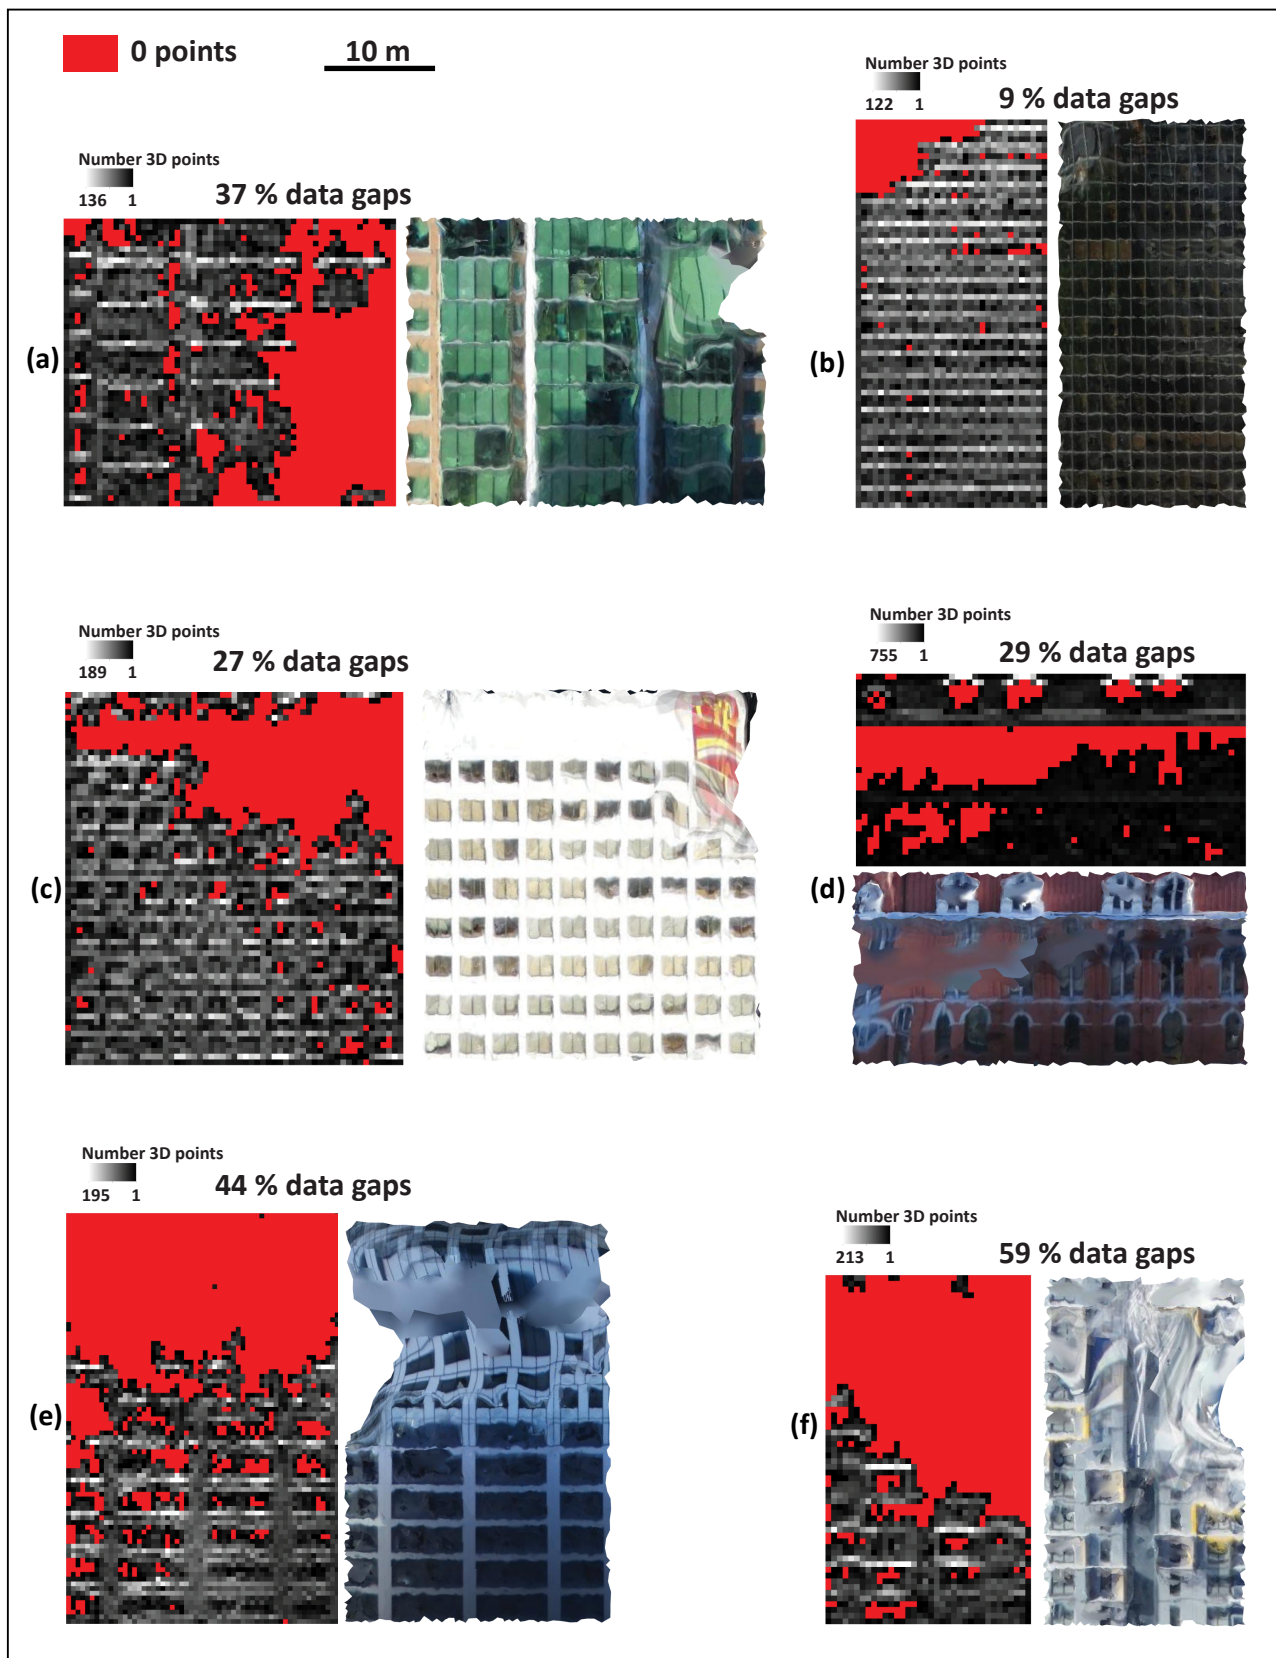 0 points
10 m
Number 3D points
136 1
37 % data gaps
(a)
Number 3D points
122 1
9 % data gaps
(b)
Number 3D points
189 1
27 % data gaps
(c)
Number 3D points
755 1
29 % data gaps
(d)
Number 3D points
195 1
44 % data gaps
(e)
Number 3D points
213 1
59 % data gaps
(f)